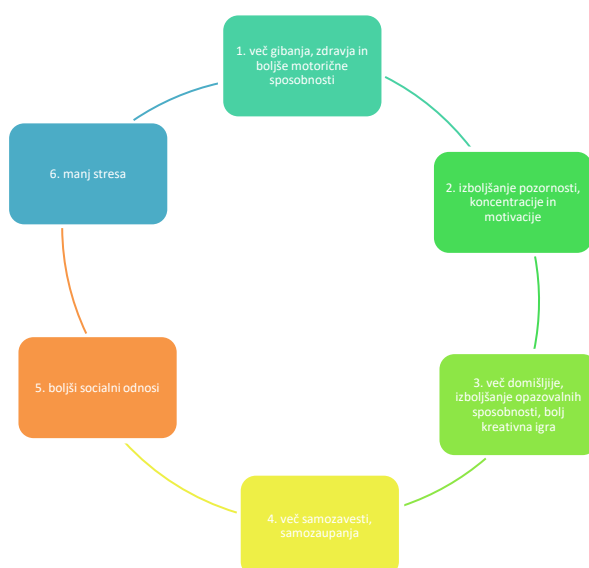 1. več gibanja, zdravja in
boljše motorične
sposobnosti
2. izboljšanje pozornosti,
koncentracije in
motivacije
3. več domišljije,
izboljšanje opazovalnih
sposobnosti, bolj
kreativna igra
4. več samozavesti,
samozaupanja
5. boljši socialni odnosi
6. manj stresa